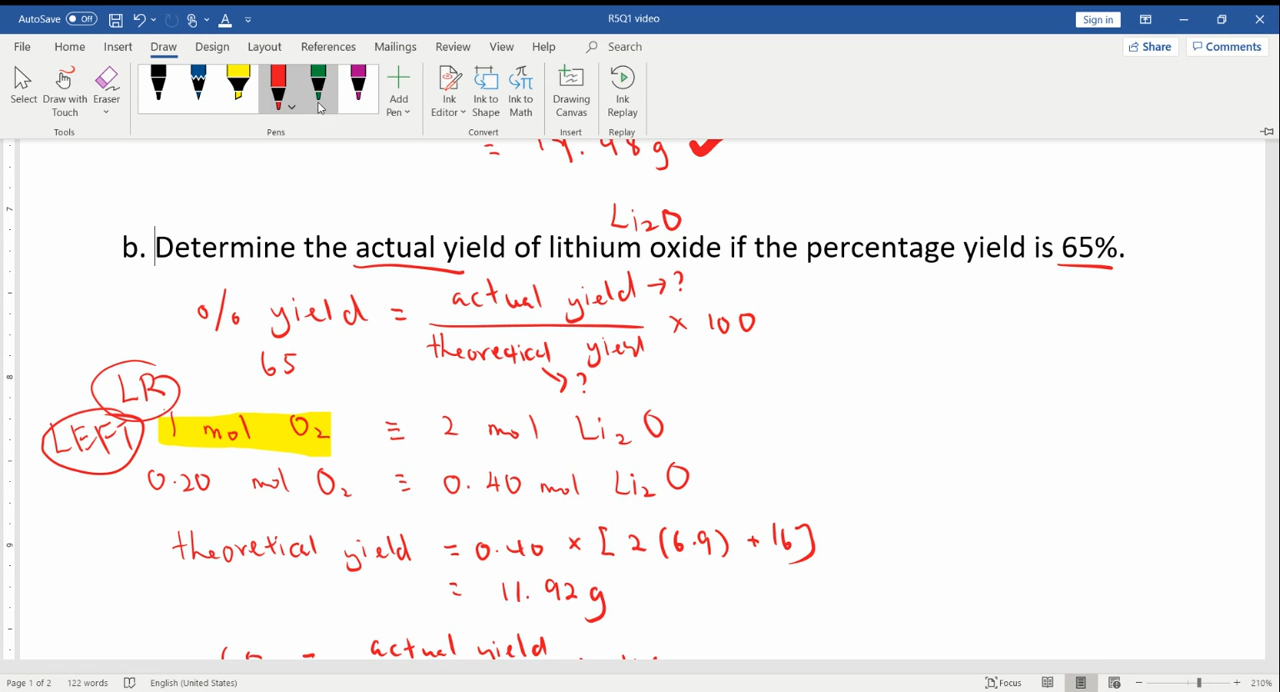 AutoSave Off
R5Q1 video
Sign in
File Home Insert Draw Design Layout References Mailings Review View Help Search
Share Comments
Select Draw with Touch Eraser Add Pen Ink Editor Ink to Shape Ink to Math Drawing Canvas Ink Replay
Tools Pens Convert Insert Replay
Li₂O
b. Determine the actual yield of lithium oxide if the percentage yield is 65%.
% yield = actual yield → ? / theoretical yield → ? × 100
65
LR
LEFT 1 mol O₂ ≡ 2 mol Li₂O
0.20 mol O₂ ≡ 0.40 mol Li₂O
theoretical yield = 0.40 × [2(6.9) + 16]
= 11.92 g
actual yield
Page 1 of 2 122 words English (United States) Focus 210%